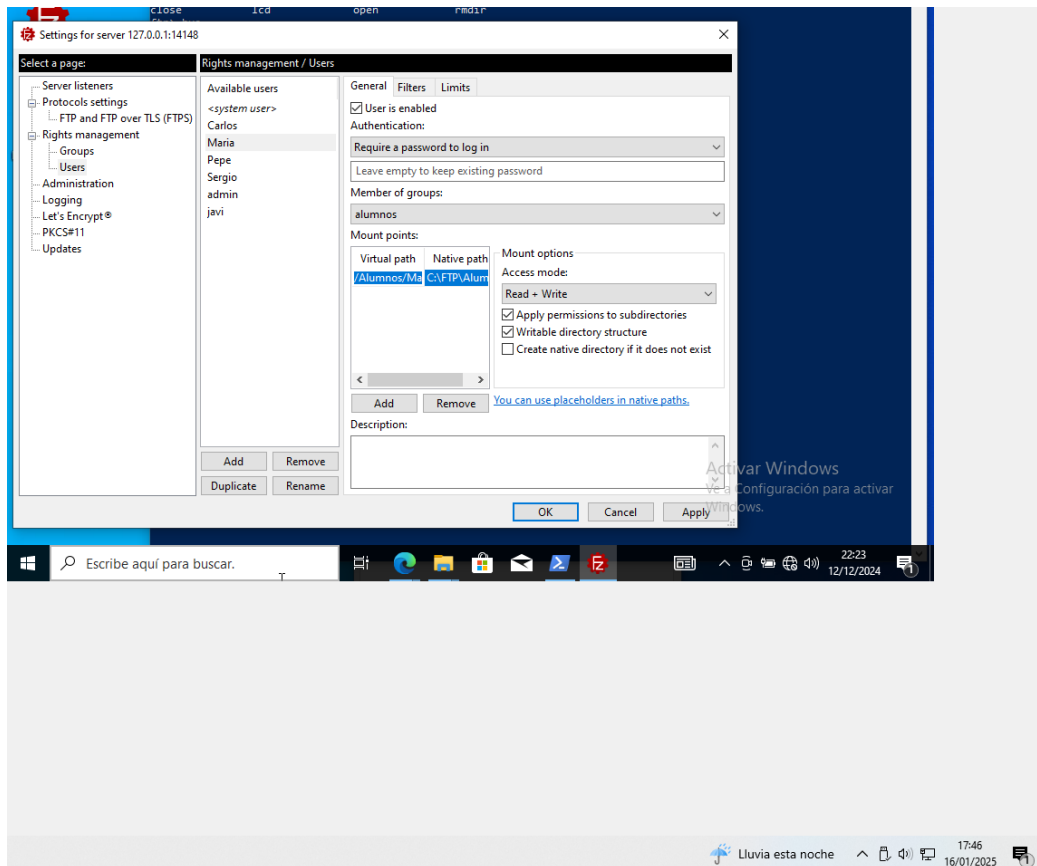 close lcd open rmdir
Settings for server 127.0.0.1:14148
Select a page:
Server listeners
Protocols settings
FTP and FTP over TLS (FTPS)
Rights management
Groups
Users
Administration
Logging
Let's Encrypt®
PKCS#11
Updates
Rights management / Users
Available users
<system user>
Carlos
Maria
Pepe
Sergio
admin
javi
Add Remove
Duplicate Rename
General Filters Limits
User is enabled
Authentication:
Require a password to log in
Leave empty to keep existing password
Member of groups:
alumnos
Mount points:
Virtual path Native path
/Alumnos/Ma C:\FTP\Alum
Mount options
Access mode:
Read + Write
Apply permissions to subdirectories
Writable directory structure
Create native directory if it does not exist
Add Remove
You can use placeholders in native paths.
Description:
OK Cancel Apply
Activar Windows
Ve a Configuración para activar
Windows.
Escribe aquí para buscar.
22:23
12/12/2024
1
Lluvia esta noche
17:46
16/01/2025
1